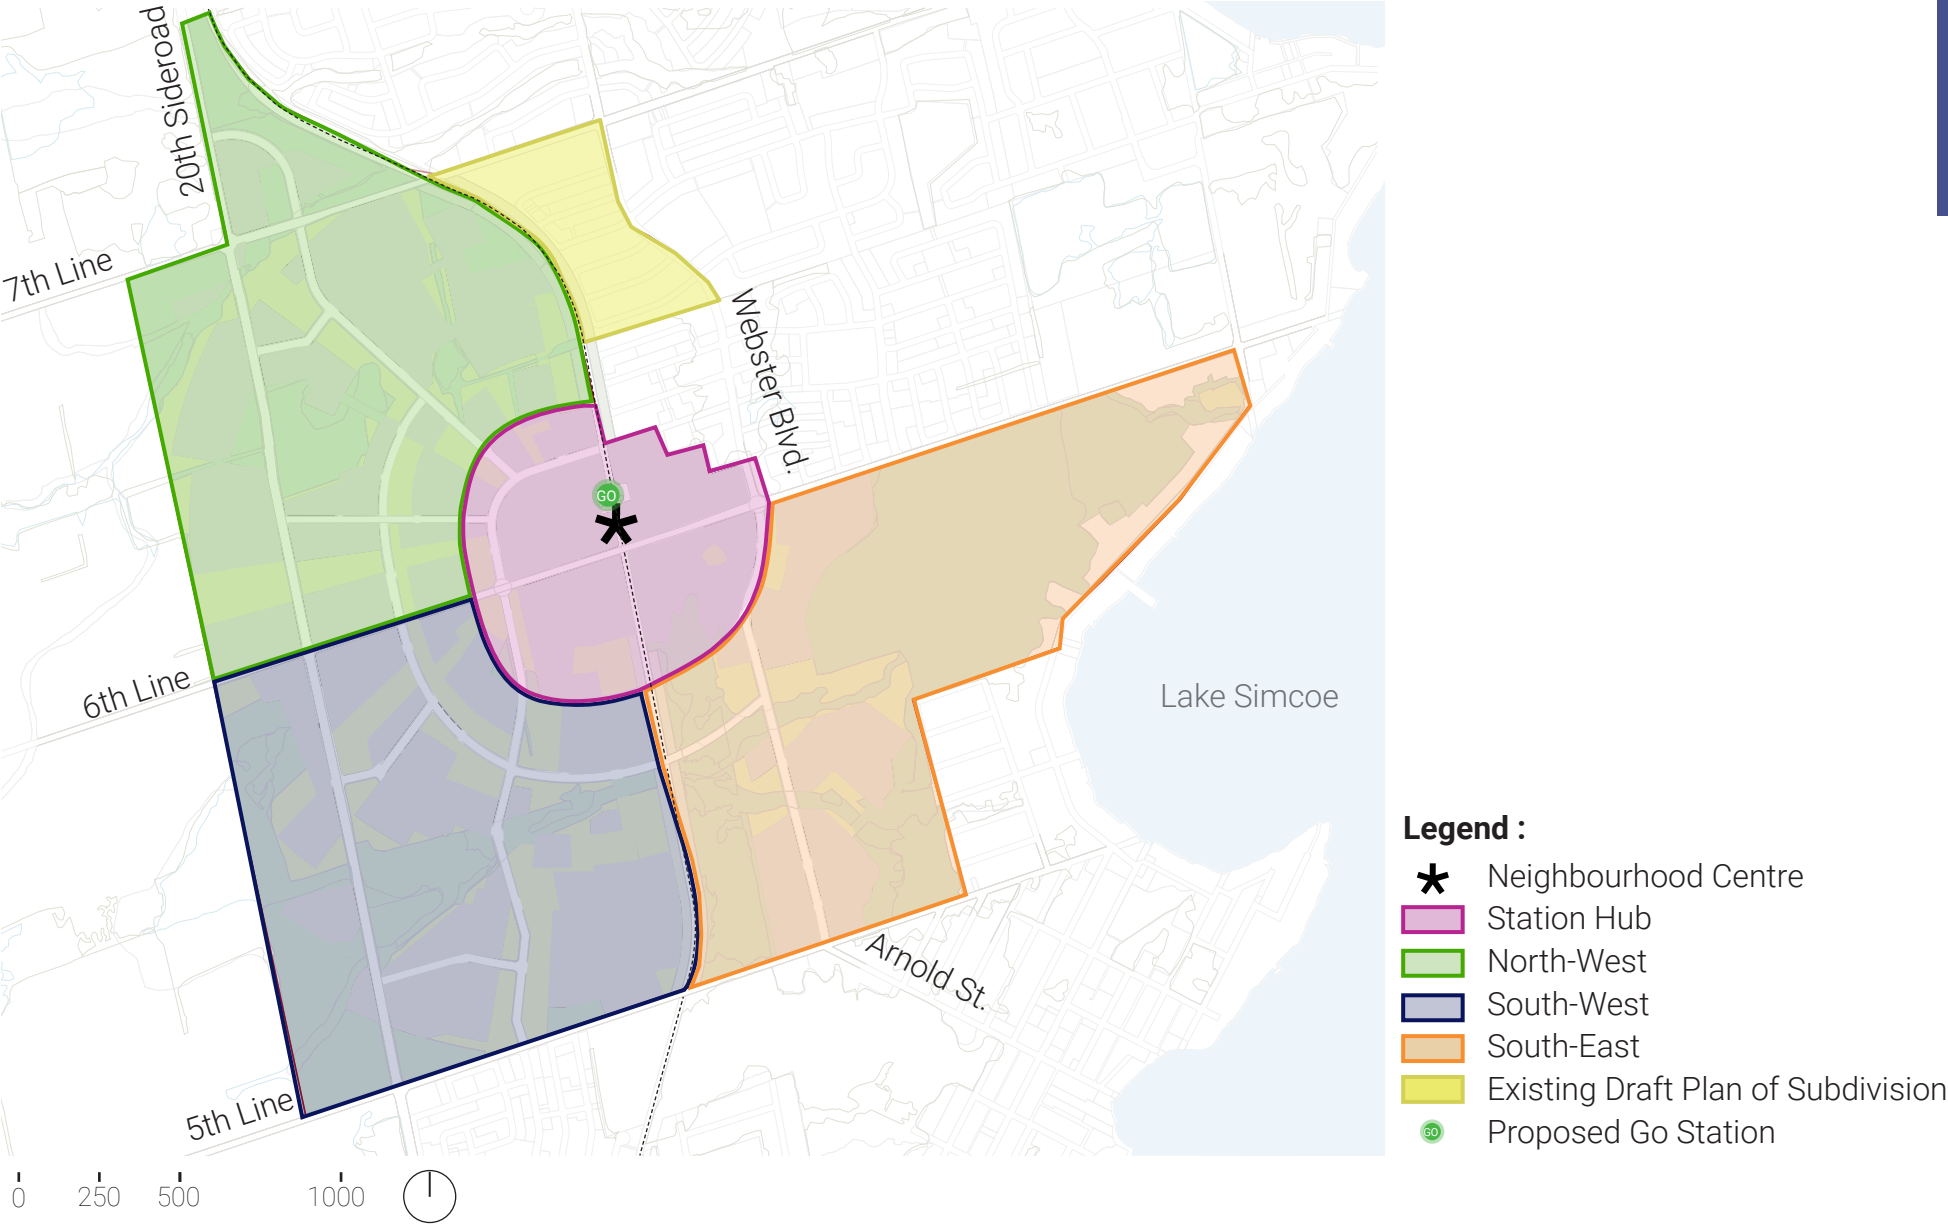 20th Sideroad
7th Line
Webster Blvd.
GO
6th Line
Lake Simcoe
Arnold St.
5th Line
Legend :
Neighbourhood Centre
Station Hub
North-West
South-West
South-East
Existing Draft Plan of Subdivision
GO Proposed Go Station
0 250 500 1000